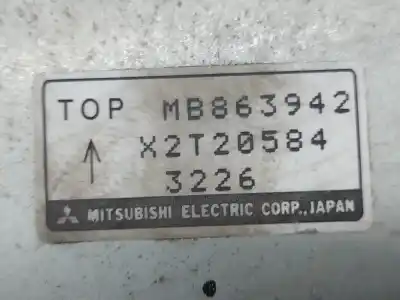 TOP MB863942
↑ X2T20584
3226
MITSUBISHI ELECTRIC CORP., JAPAN